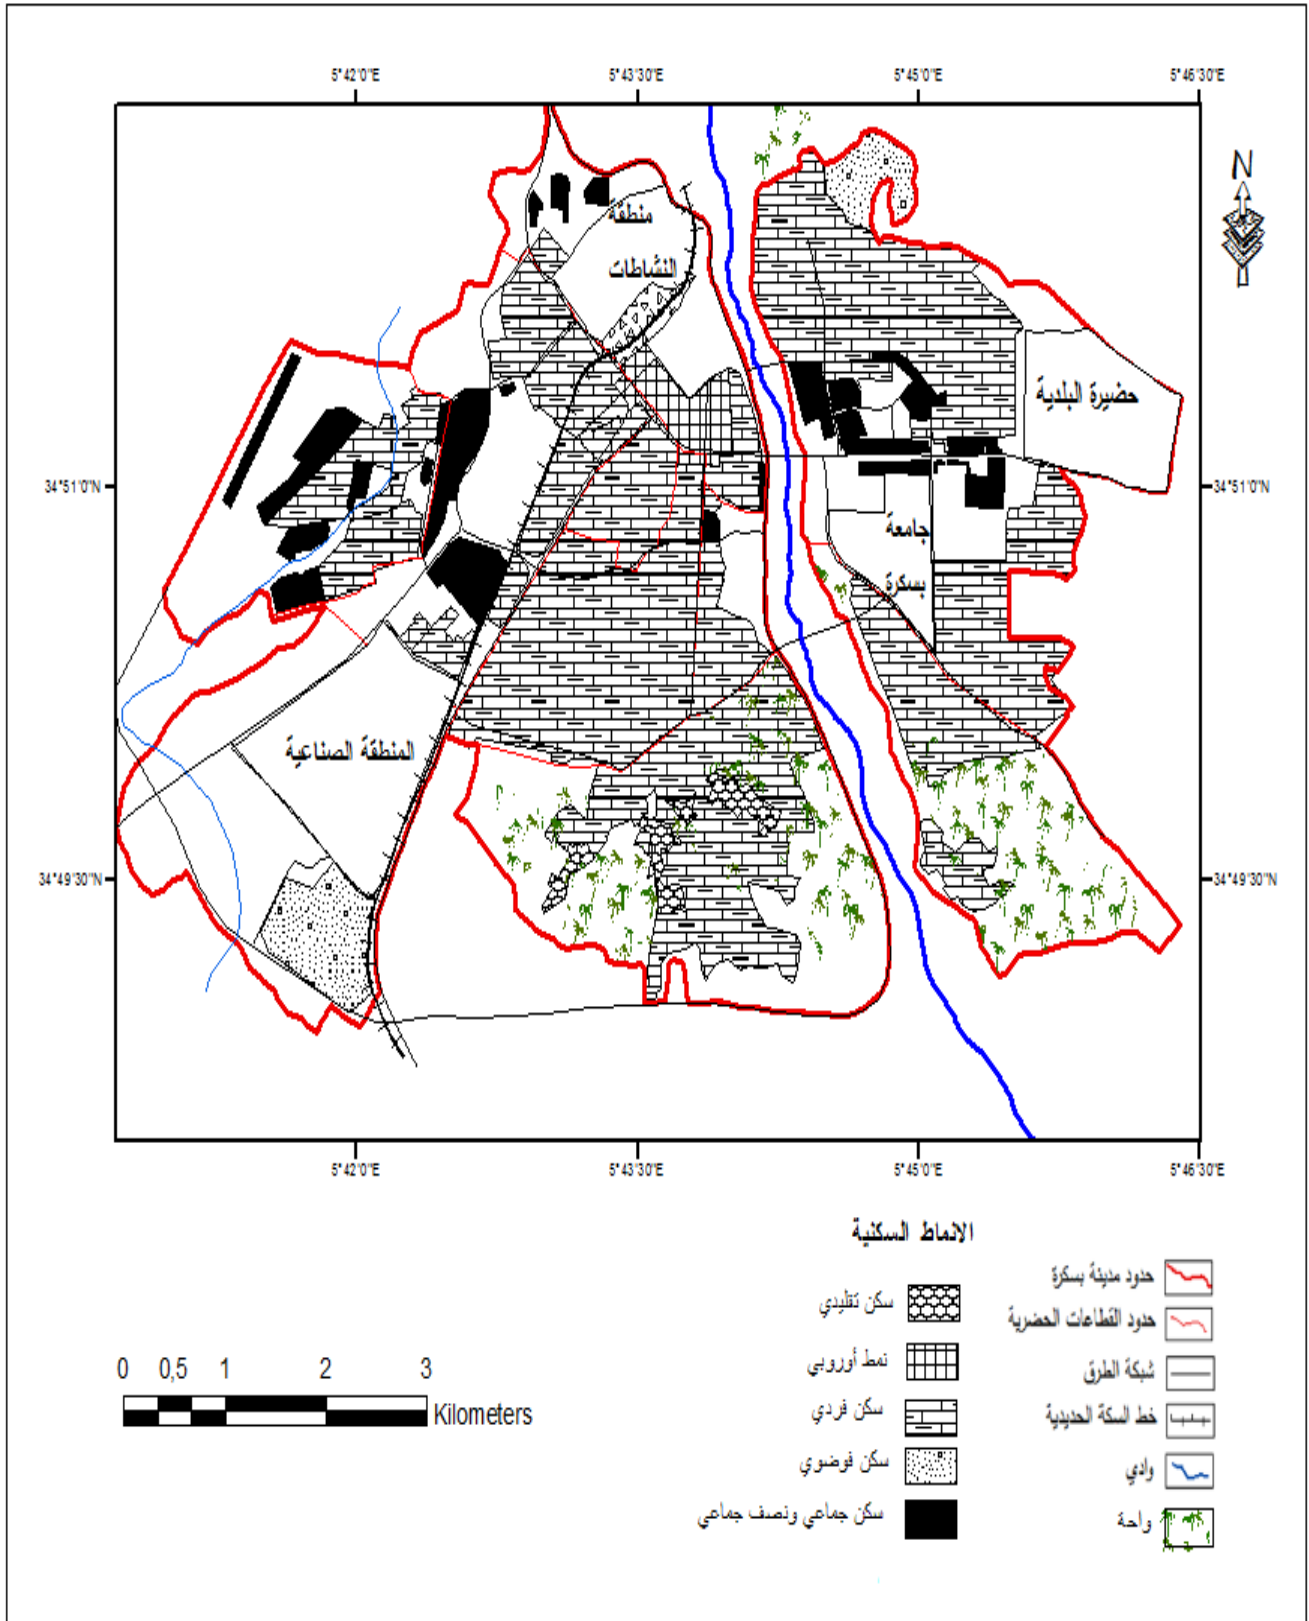 5°42'0"E 5°43'30"E 5°45'0"E 5°46'30"E
N
منطقة
النشاطات
حضيرة البلدية
34°51'0"N 34°51'0"N
جامعة
بسكرة
المنطقة الصناعية
34°49'30"N 34°49'30"N
5°42'0"E 5°43'30"E 5°45'0"E 5°46'30"E
الانماط السكنية
حدود مدينة بسكرة
حدود القطاعات الحضرية
شبكة الطرق
خط السكة الحديدية
وادي
واحة
سكن تقليدي
نمط أوروبي
سكن فردي
سكن فوضوي
سكن جماعي ونصف جماعي
0 0,5 1 2 3
Kilometers